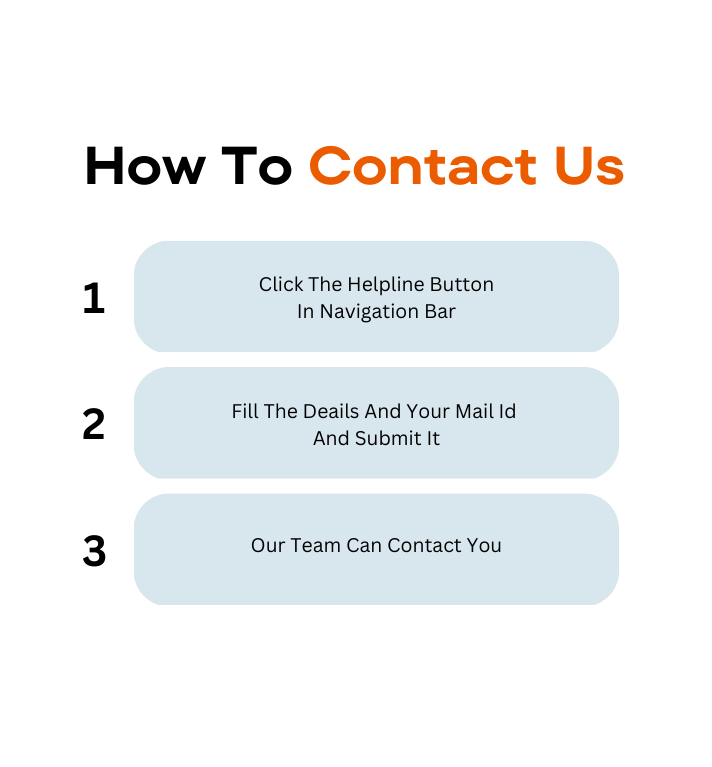 How To Contact Us
1
Click The Helpline Button
In Navigation Bar
2
Fill The Deails And Your Mail Id
And Submit It
3
Our Team Can Contact You